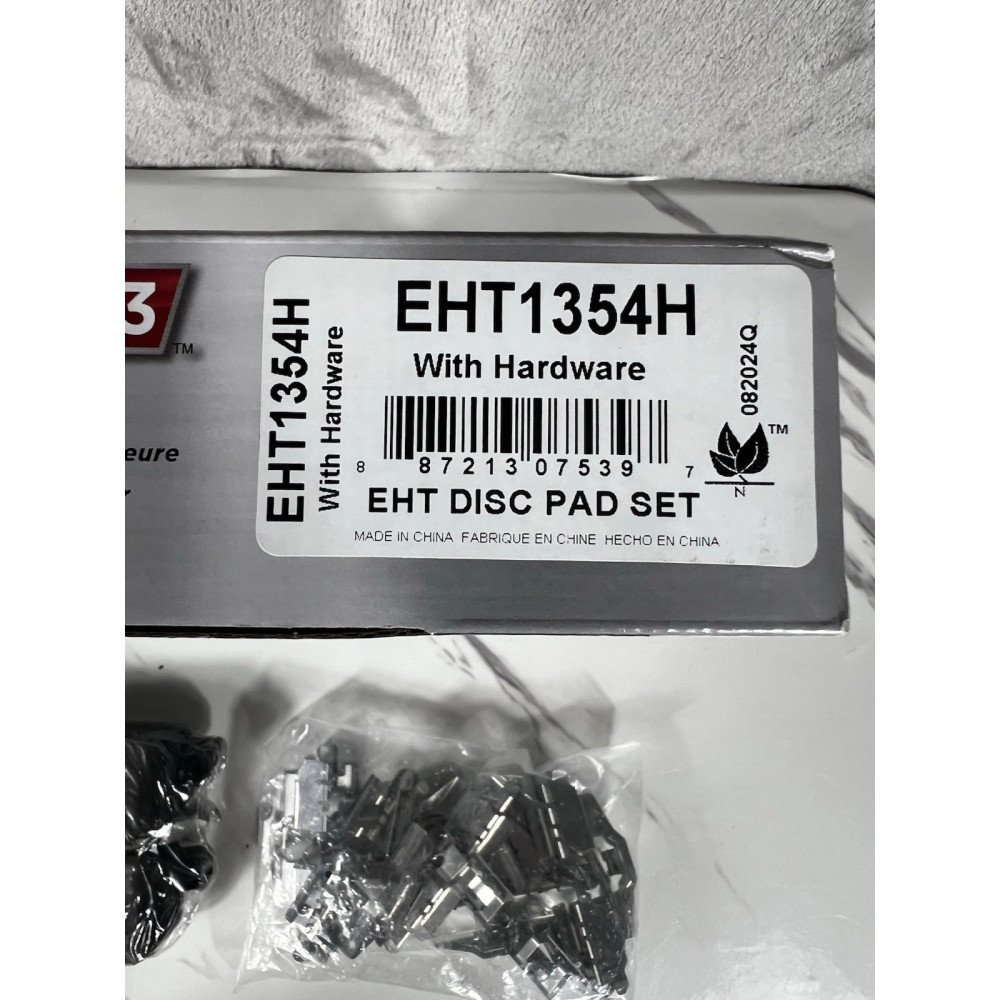 3
TM
eure
EHT1354H
With Hardware
EHT1354H
With Hardware
8 87213 07539 7
EHT DISC PAD SET
MADE IN CHINA FABRIQUE EN CHINE HECHO EN CHINA
082024Q
TM
N